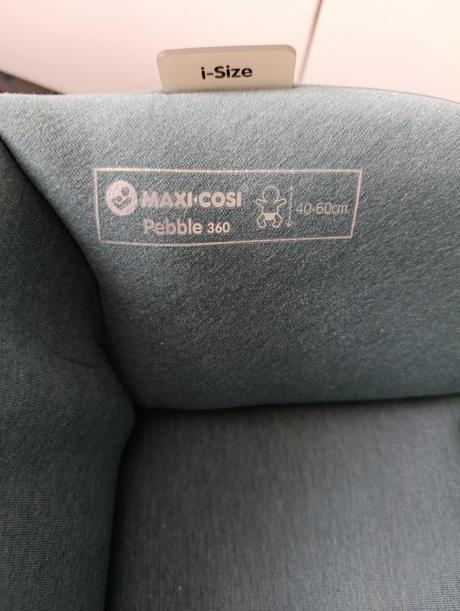 i-Size
MAXI·COSI®
Pebble 360
40-60cm